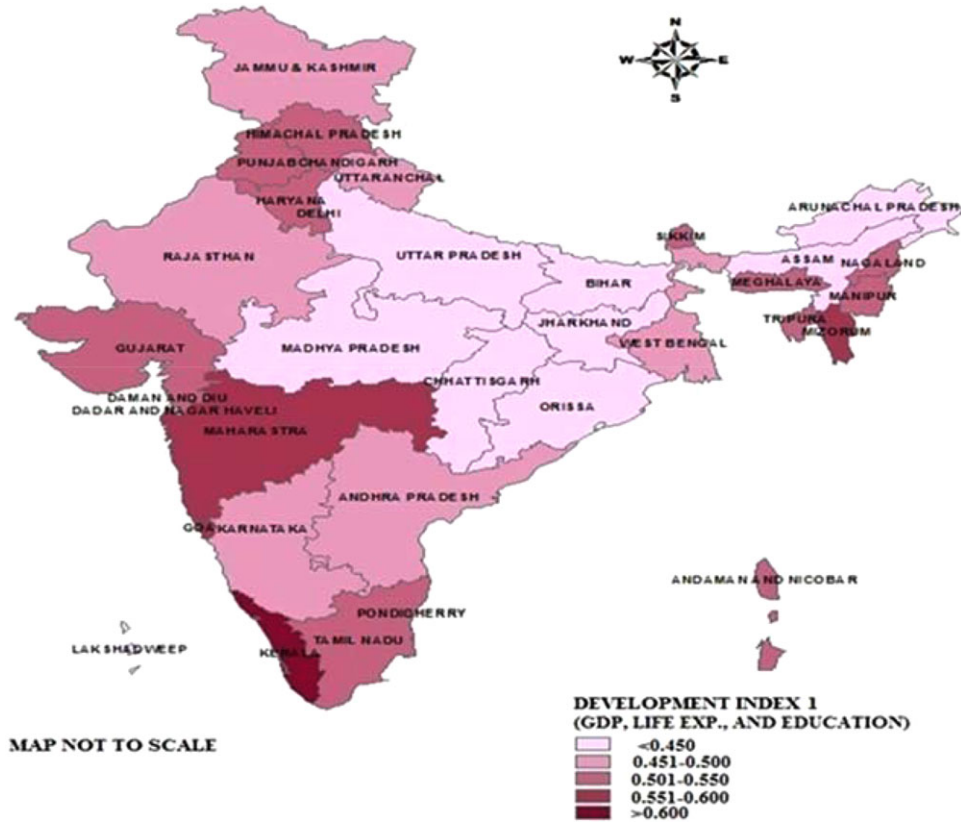 N
W E
S
JAMMU & KASHMIR
HIMACHAL PRADESH
PUNJABCHANDIGARH
UTTARANCHAL
HARYANA
DELHI
ARUNACHAL PRADESH
SIKKIM
RAJASTHAN
UTTAR PRADESH
ASSAM
NAGALAND
BIHAR
MEGHALAYA
MANIPUR
TRIPURA
MIZORUM
JHARKHAND
WEST BENGAL
GUJARAT
MADHYA PRADESH
CHHATTISGARH
DAMAN AND DIU
DADAR AND NAGAR HAVELI
ORISSA
MAHARASTRA
ANDHRA PRADESH
GOA
KARNATAKA
ANDAMAN AND NICOBAR
PONDICHERRY
TAMIL NADU
LAKSHADWEEP
KERALA
DEVELOPMENT INDEX 1
(GDP, LIFE EXP., AND EDUCATION)
MAP NOT TO SCALE
<0.450
0.451-0.500
0.501-0.550
0.551-0.600
>0.600